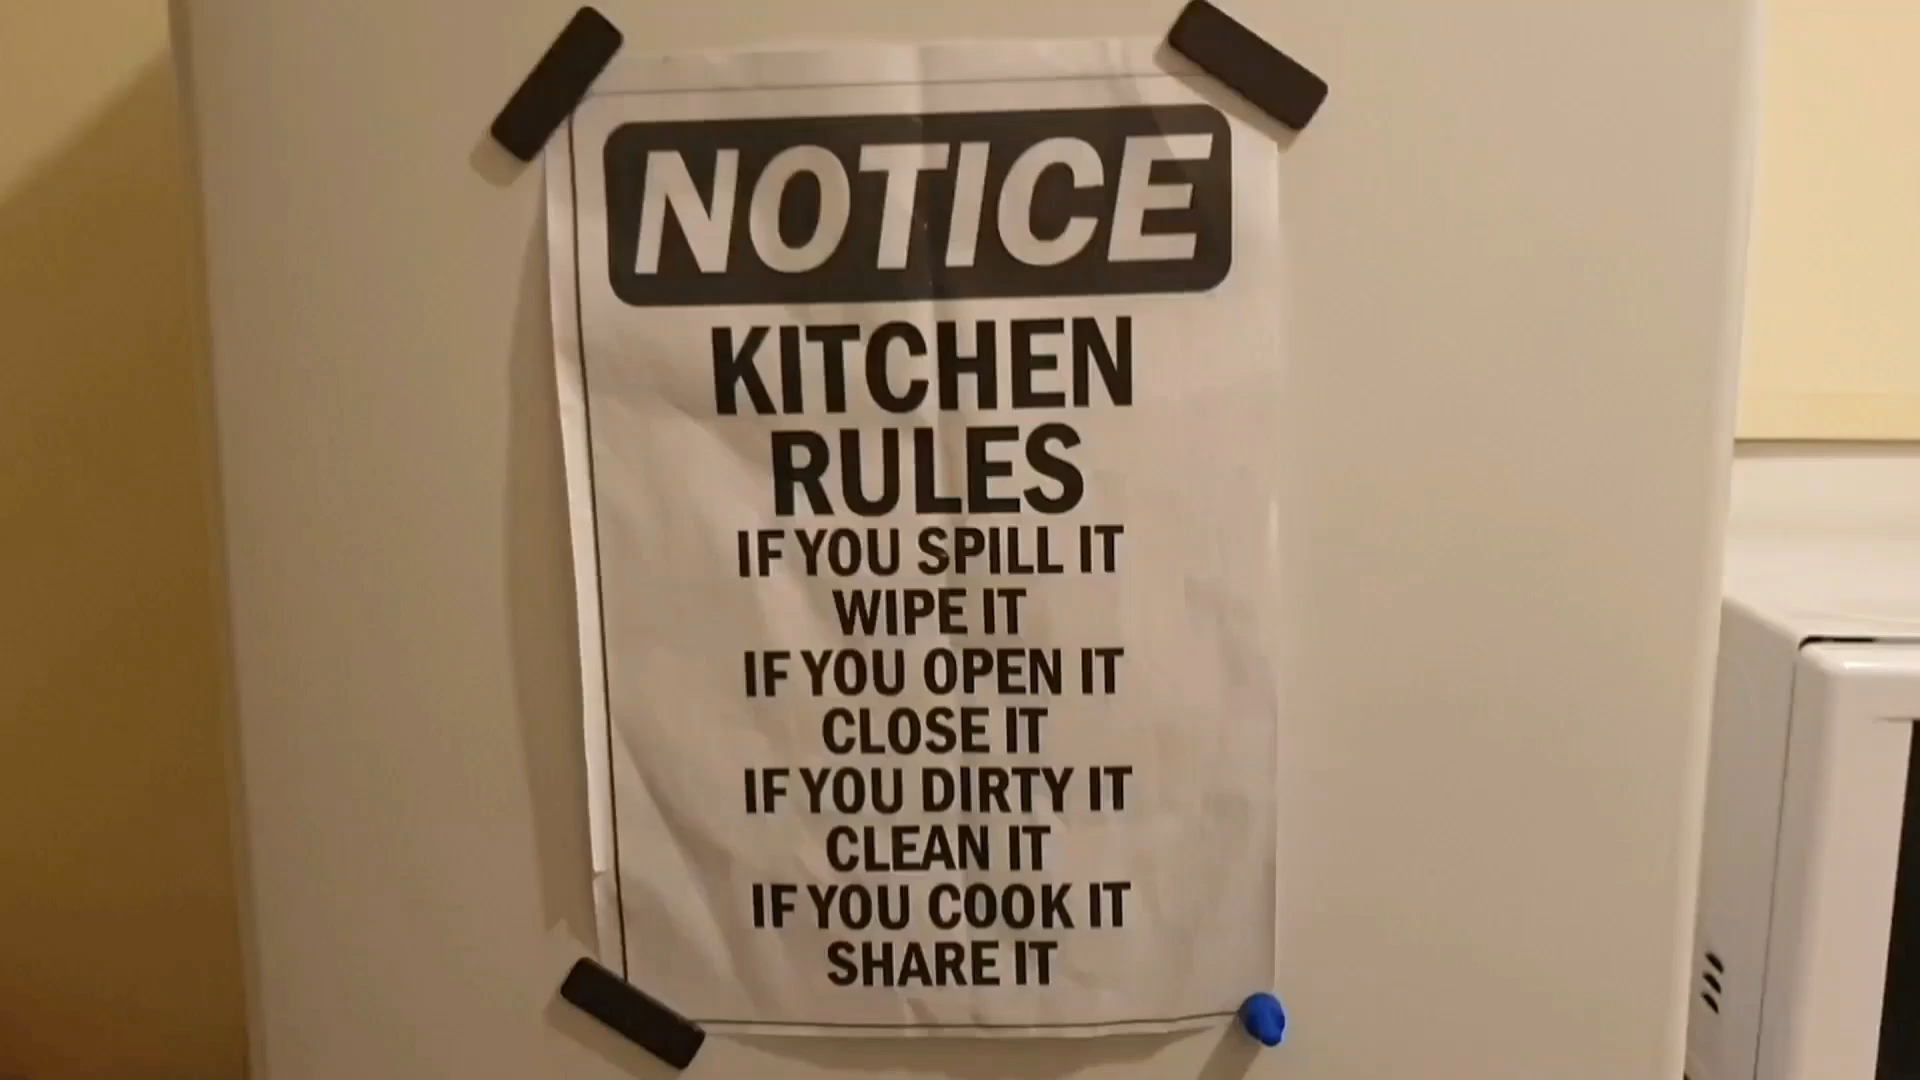 NOTICE
KITCHEN
RULES
IF YOU SPILL IT
WIPE IT
IF YOU OPEN IT
CLOSE IT
IF YOU DIRTY IT
CLEAN IT
IF YOU COOK IT
SHARE IT